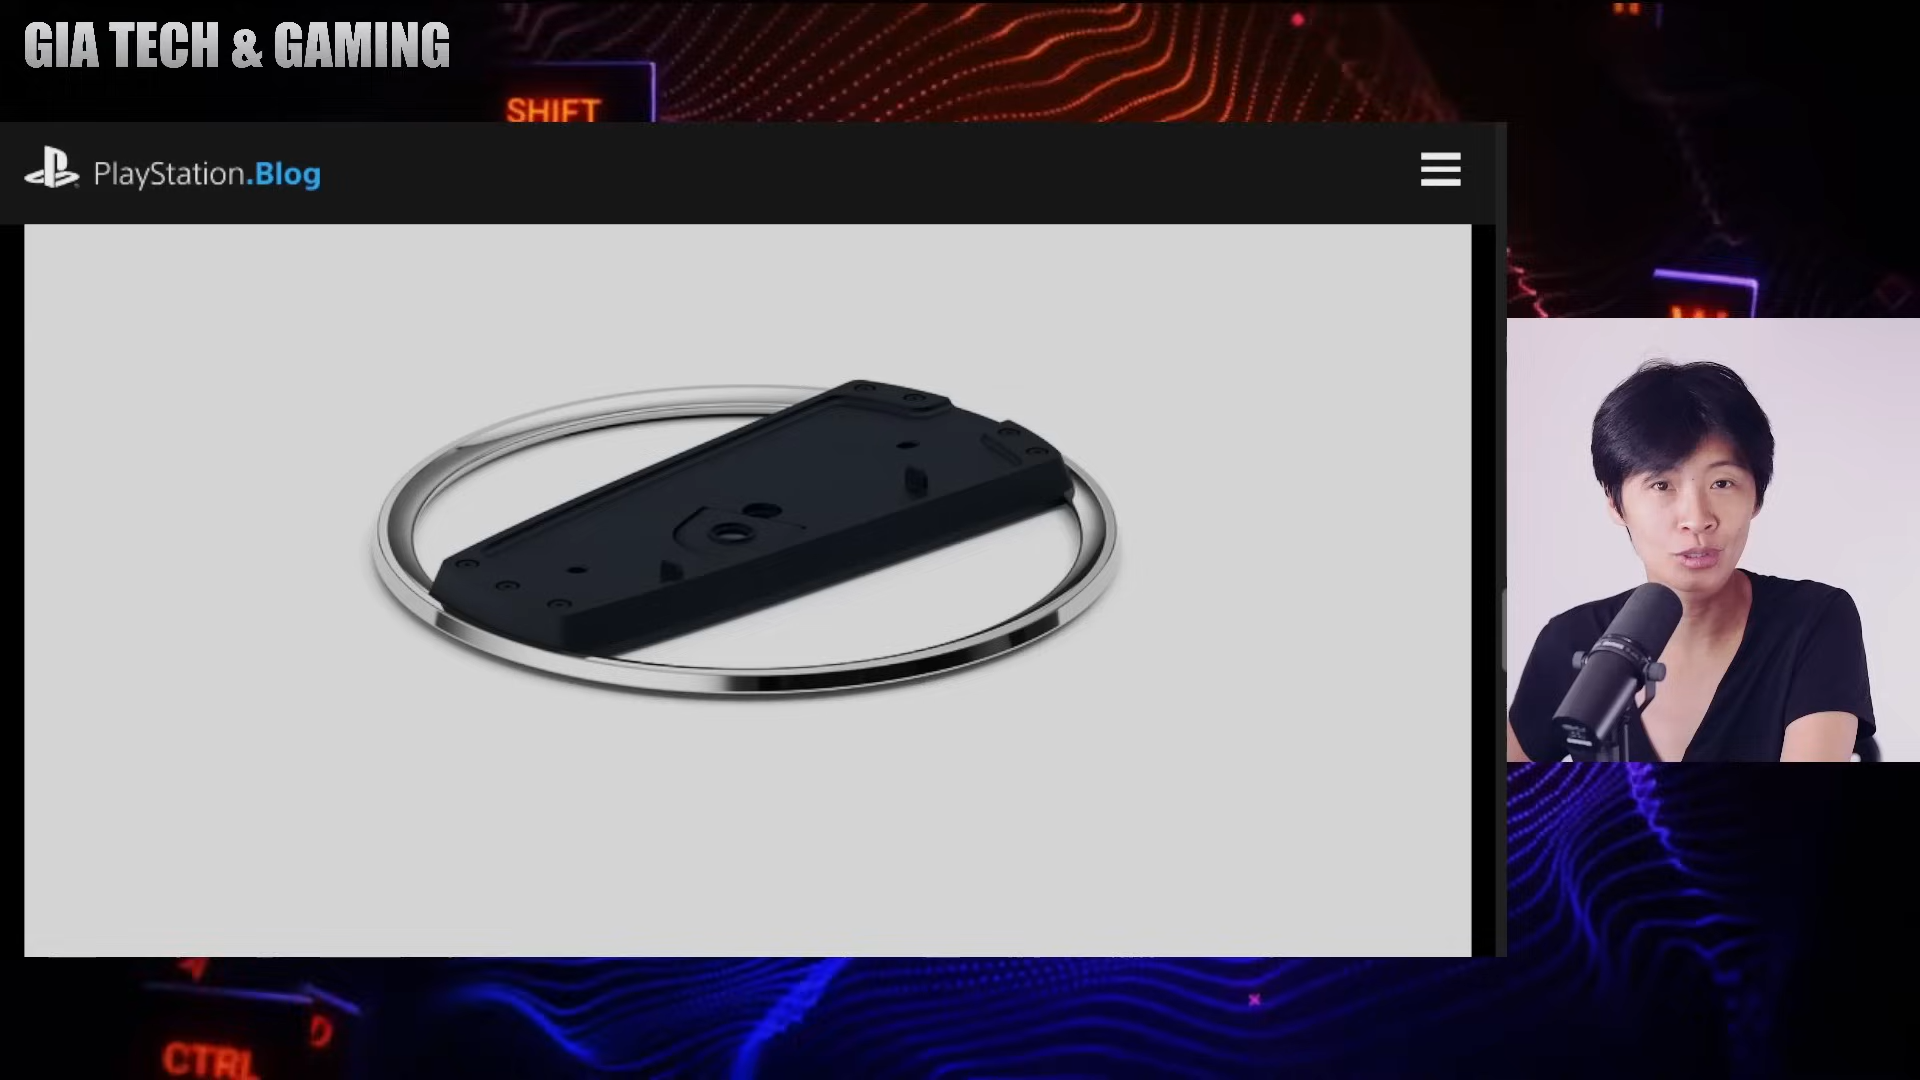 GIA TECH & GAMING
SHIFT
PlayStation.Blog
CTRL
D